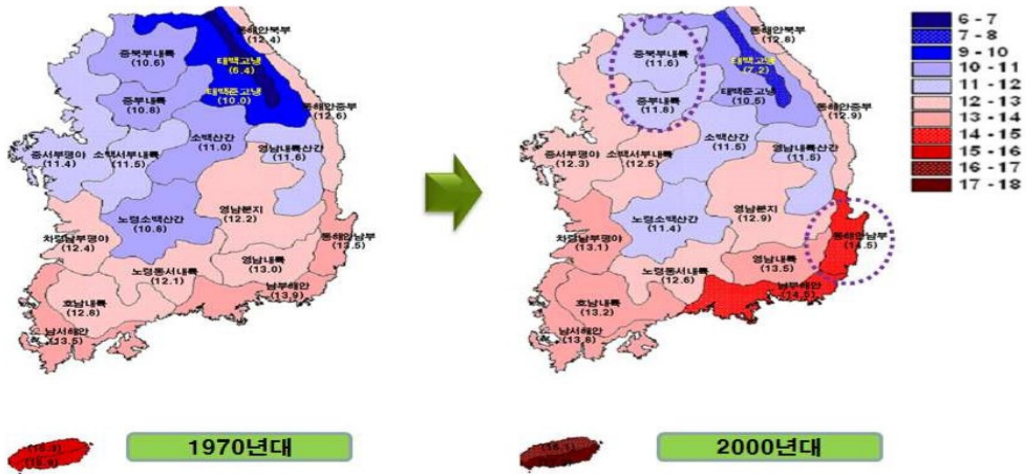 동해안북부
(12.4)
중북부내륙
(10.6)
태백고냉
(6.4)
태백준고냉
(10.0)
중부내륙
(10.8)
동해안중부
(12.6)
소백산간
(11.0)
영남내륙산간
(11.6)
중서부평야
(11.4)
소백서부내륙
(11.5)
노령소백산간
(10.8)
영남분지
(12.2)
차령남부평야
(12.4)
동해안남부
(13.5)
영남내륙
(13.0)
노령동서내륙
(12.1)
남부해안
(13.9)
호남내륙
(12.8)
남서해안
(13.5)
1970년대
동해안북부
(12.8)
중북부내륙
(11.6)
태백고냉
(7.2)
태백준고냉
(10.5)
중부내륙
(11.8)
동해안중부
(12.9)
소백산간
(11.5)
영남내륙산간
(11.5)
중서부평야
(12.3)
소백서부내륙
(12.5)
노령소백산간
(11.4)
영남분지
(12.9)
차령남부평야
(13.1)
동해안남부
(14.5)
영남내륙
(13.5)
노령동서내륙
(12.6)
남부해안
(14.5)
호남내륙
(13.2)
남서해안
(13.8)
(16.1)
2000년대
6 - 7
7 - 8
9 - 10
10 - 11
11 - 12
12 - 13
13 - 14
14 - 15
15 - 16
16 - 17
17 - 18